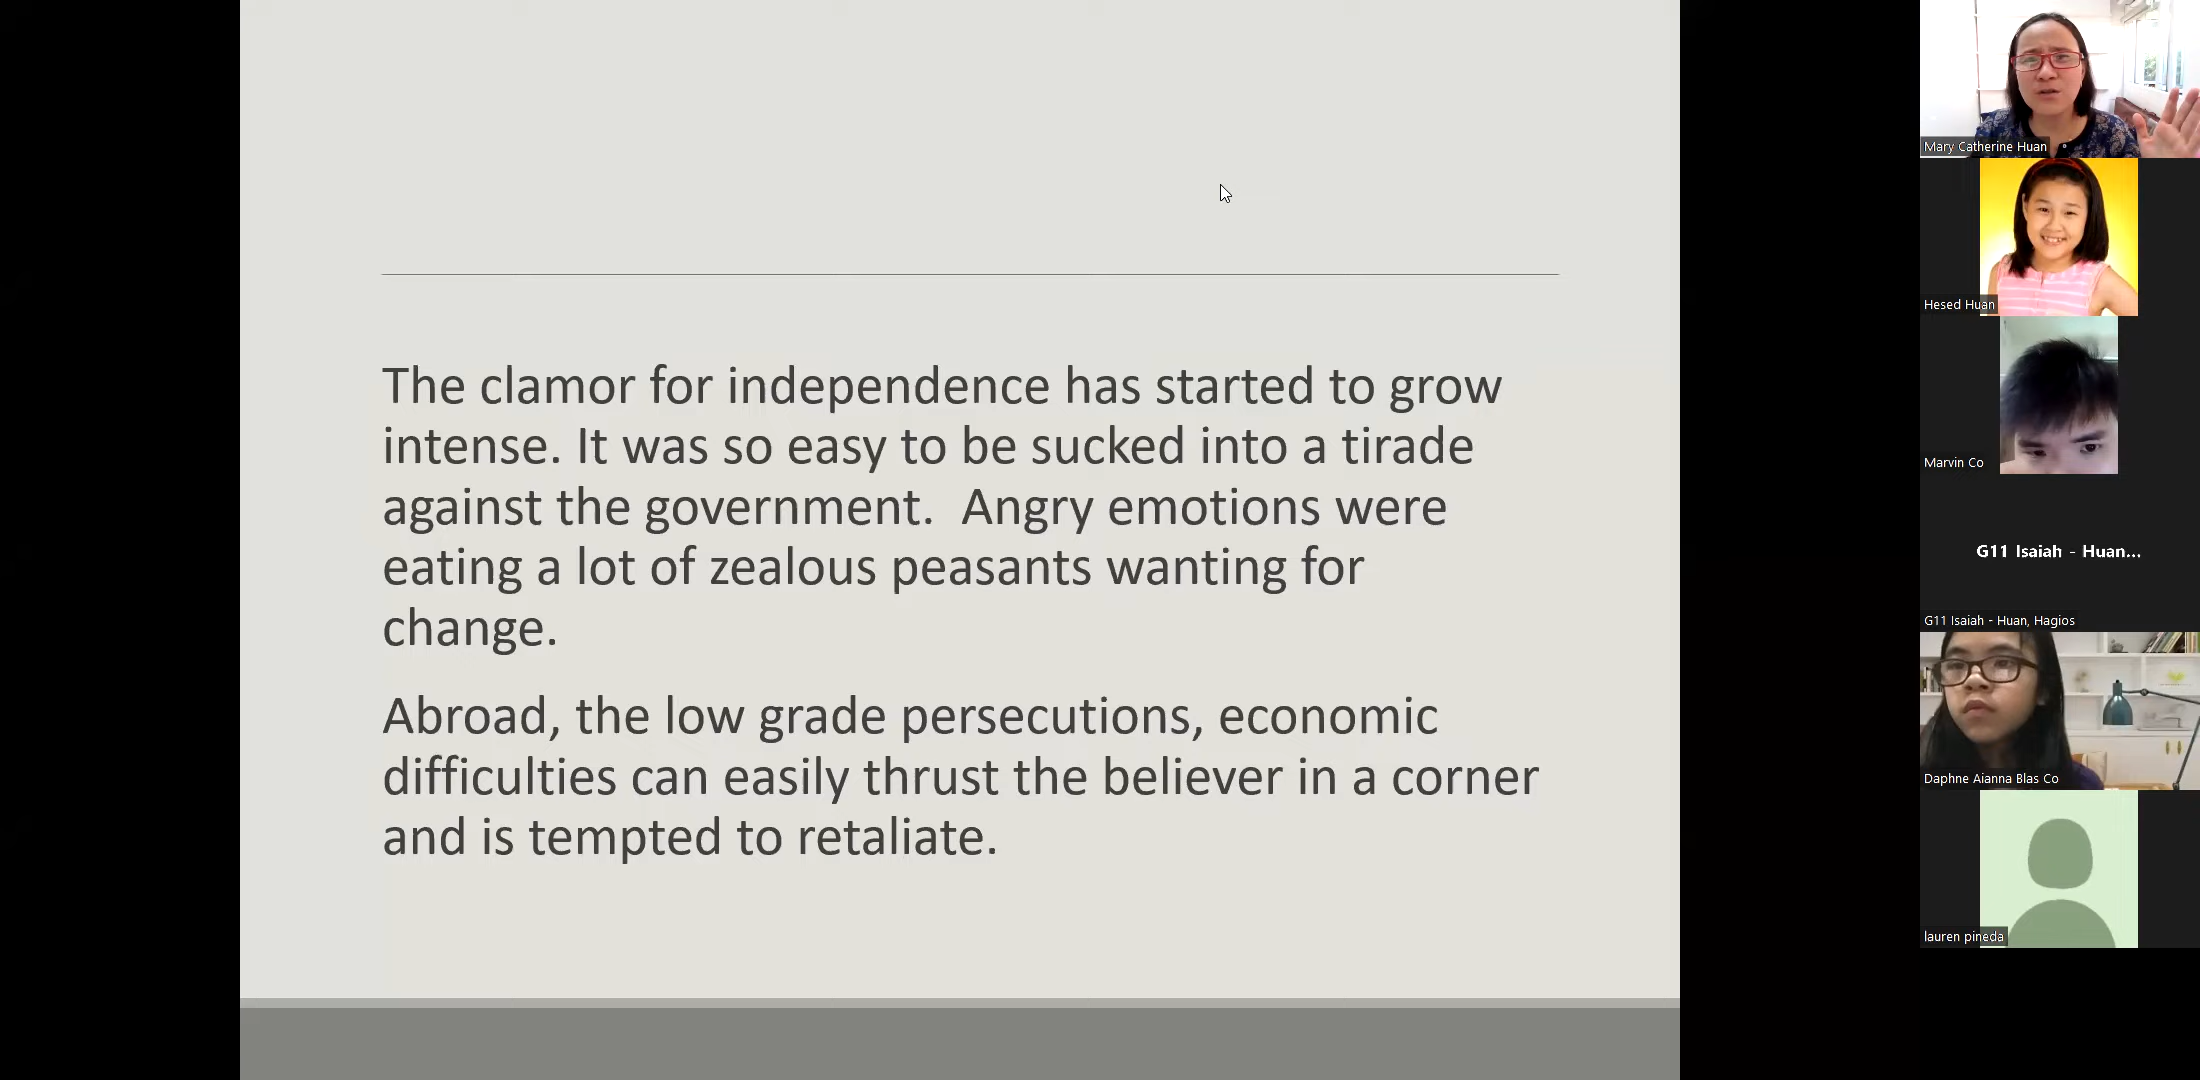 The clamor for independence has started to grow
intense. It was so easy to be sucked into a tirade
against the government.  Angry emotions were
eating a lot of zealous peasants wanting for
change.
Abroad, the low grade persecutions, economic
difficulties can easily thrust the believer in a corner
and is tempted to retaliate.
Mary Catherine Huan
Hesed Huan
Marvin Co
G11 Isaiah - Huan...
G11 Isaiah - Huan, Hagios
Daphne Aianna Blas Co
lauren pineda